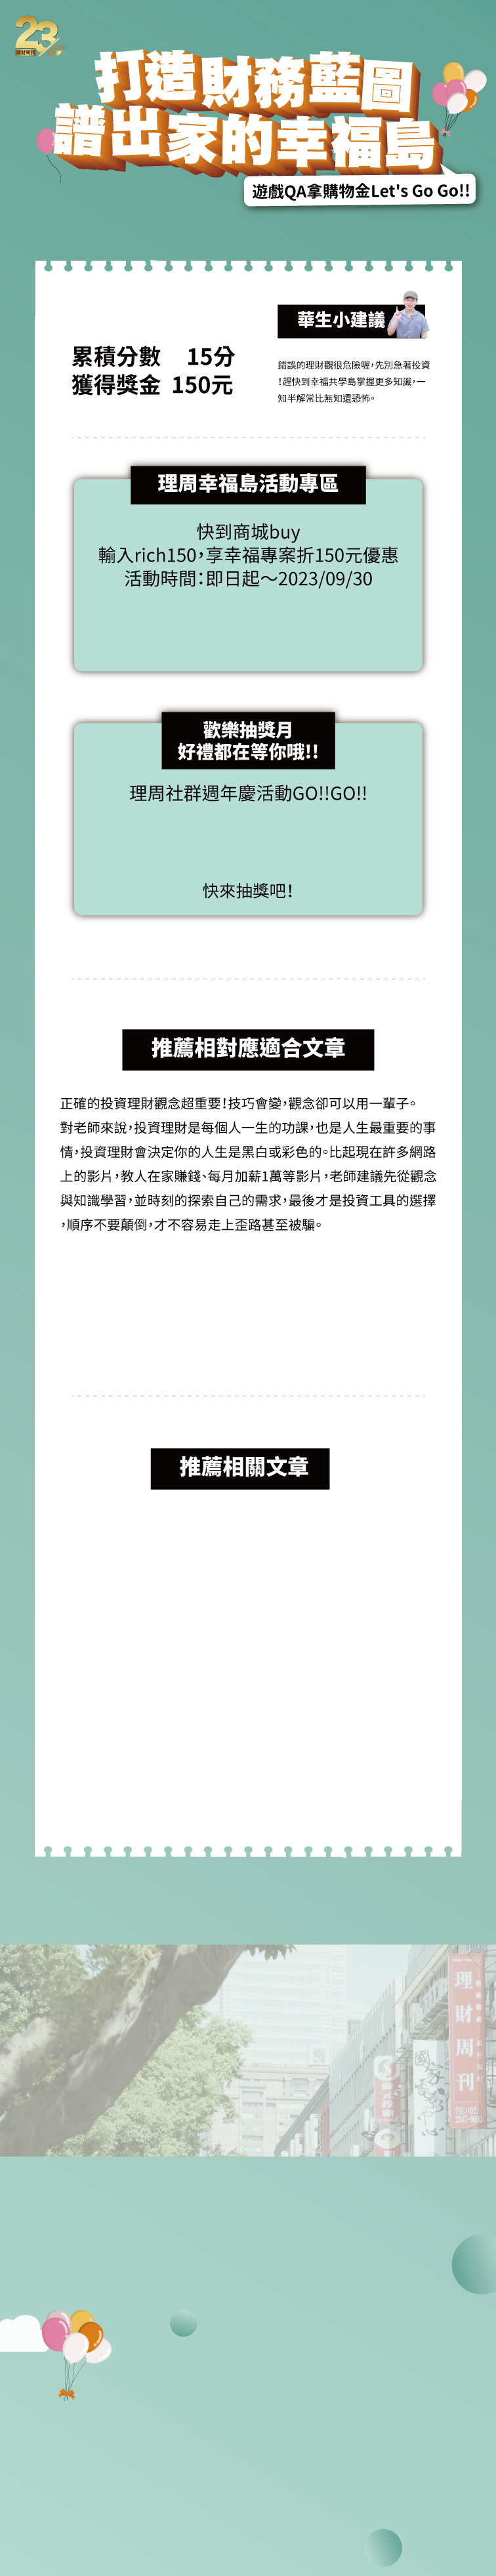 23
理財周刊
打造財務藍圖
譜出家的幸福島
遊戲QA拿購物金Let's Go Go!!
華生小建議
累積分數 15分
獲得獎金 150元
錯誤的理財觀很危險喔，先別急著投資
！趕快到幸福共學島掌握更多知識，一
知半解常比無知還恐怖。
理周幸福島活動專區
快到商城buy
輸入rich150，享幸福專案折150元優惠
活動時間：即日起～2023/09/30
歡樂抽獎月
好禮都在等你哦!!
理周社群週年慶活動GO!!GO!!
快來抽獎吧！
推薦相對應適合文章
正確的投資理財觀念超重要！技巧會變，觀念卻可以用一輩子。
對老師來說，投資理財是每個人一生的功課，也是人生最重要的事
情，投資理財會決定你的人生是黑白或彩色的。比起現在許多網路
上的影片，教人在家賺錢、每月加薪1萬等影片，老師建議先從觀念
與知識學習，並時刻的探索自己的需求，最後才是投資工具的選擇
，順序不要顛倒，才不容易走上歪路甚至被騙。
推薦相關文章
理財周刊